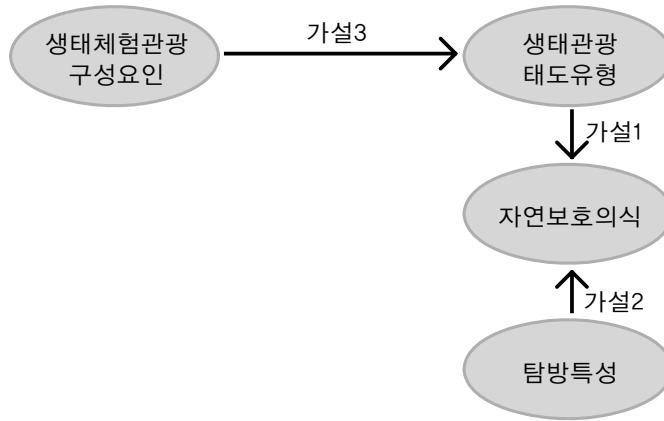 생태체험관광
구성요인
가설3
생태관광
태도유형
가설1
자연보호의식
가설2
탐방특성